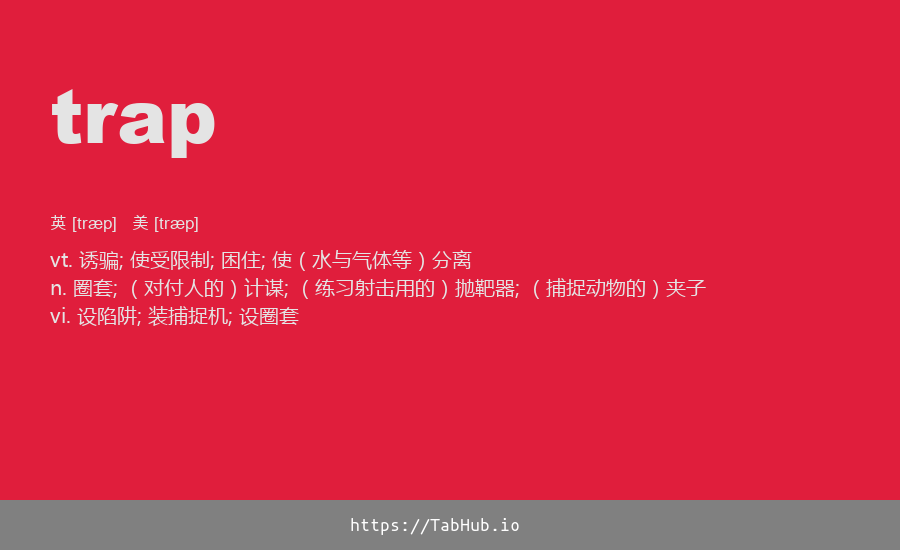 trap
英 [træp] 美 [træp]
vt. 诱骗; 使受限制; 困住; 使（水与气体等）分离
n. 圈套; （对付人的）计谋; （练习射击用的）抛靶器; （捕捉动物的）夹子
vi. 设陷阱; 装捕捉机; 设圈套
https://TabHub.io